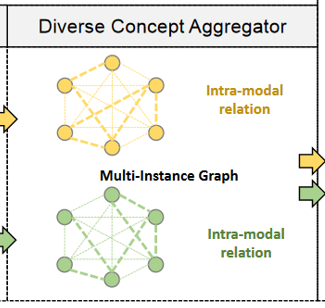 Diverse Concept Aggregator
Intra-modal
relation
Multi-Instance Graph
Intra-modal
relation